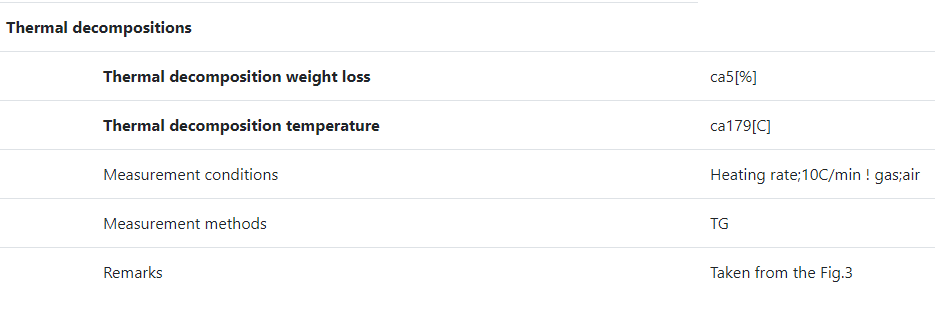 Thermal decompositions
Thermal decomposition weight loss ca5[%]
Thermal decomposition temperature ca179[C]
Measurement conditions Heating rate;10C/min ! gas;air
Measurement methods TG
Remarks Taken from the Fig.3